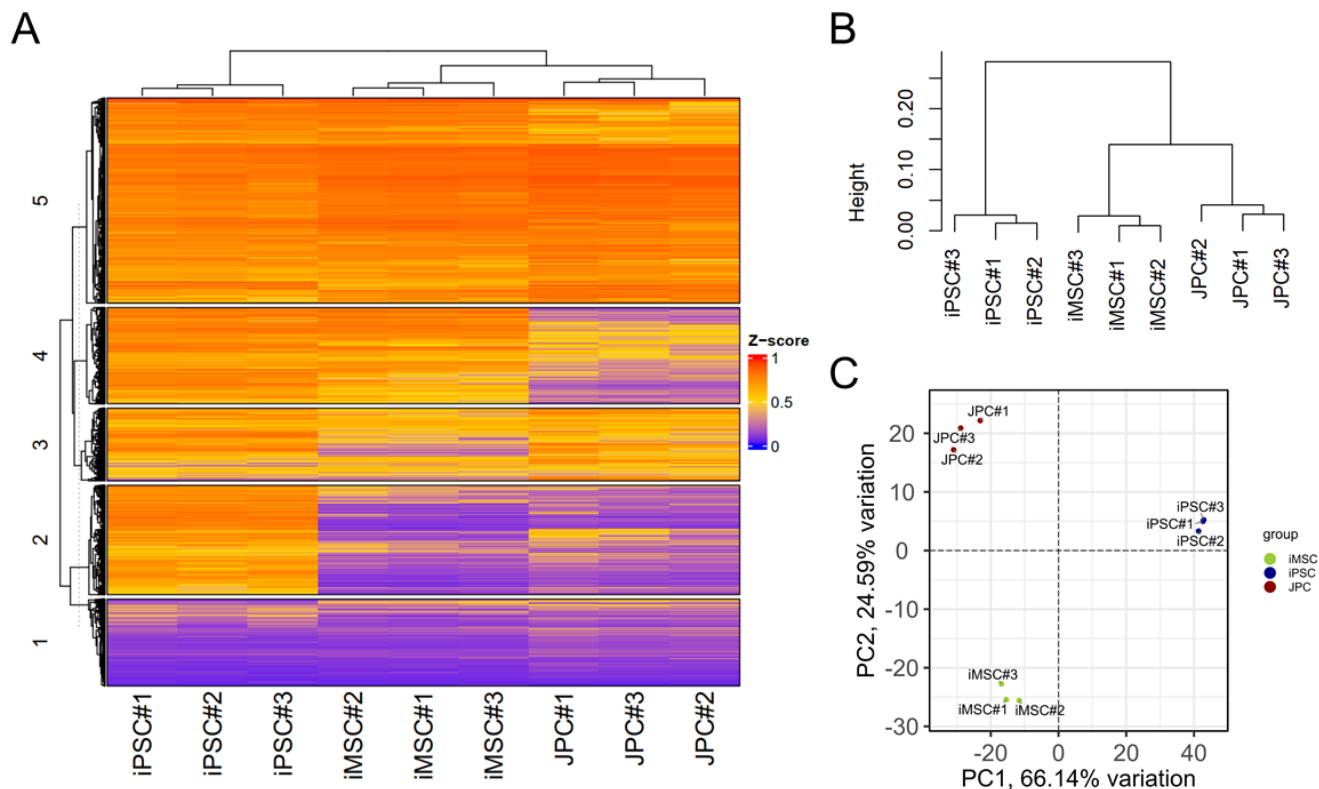 A
5
4
3
2
1
Z−score
1
0.5
0
iPSC#1
iPSC#2
iPSC#3
iMSC#2
iMSC#1
iMSC#3
JPC#1
JPC#3
JPC#2
B
Height
0.20
0.10
0.00
iPSC#3
iPSC#1
iPSC#2
iMSC#3
iMSC#1
iMSC#2
JPC#2
JPC#1
JPC#3
C
PC2, 24.59% variation
20
10
0
-10
-20
-30
JPC#1
JPC#3
JPC#2
iPSC#3
iPSC#1
iPSC#2
iMSC#3
iMSC#1
iMSC#2
-20
0
20
40
PC1, 66.14% variation
group
iMSC
iPSC
JPC